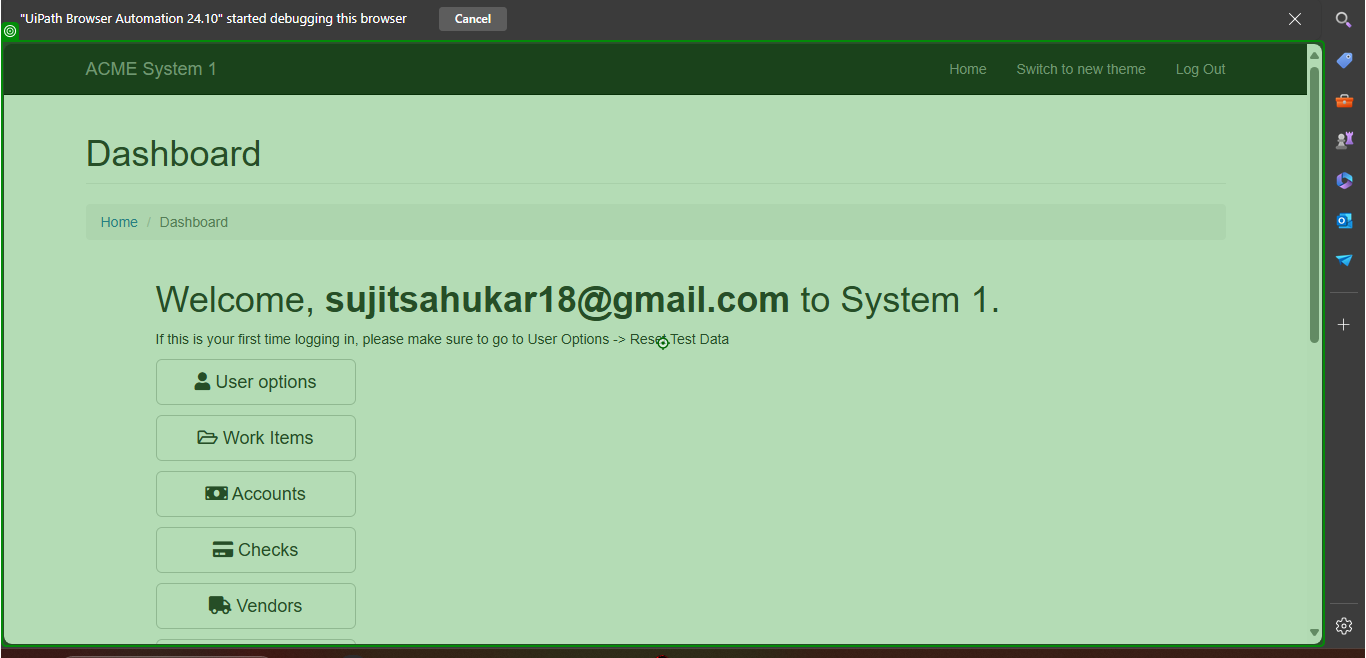 "UiPath Browser Automation 24.10" started debugging this browser Cancel
ACME System 1 Home Switch to new theme Log Out
Dashboard
Home / Dashboard
Welcome, sujitsahukar18@gmail.com to System 1.
If this is your first time logging in, please make sure to go to User Options -> Reset Test Data
User options
Work Items
Accounts
Checks
Vendors